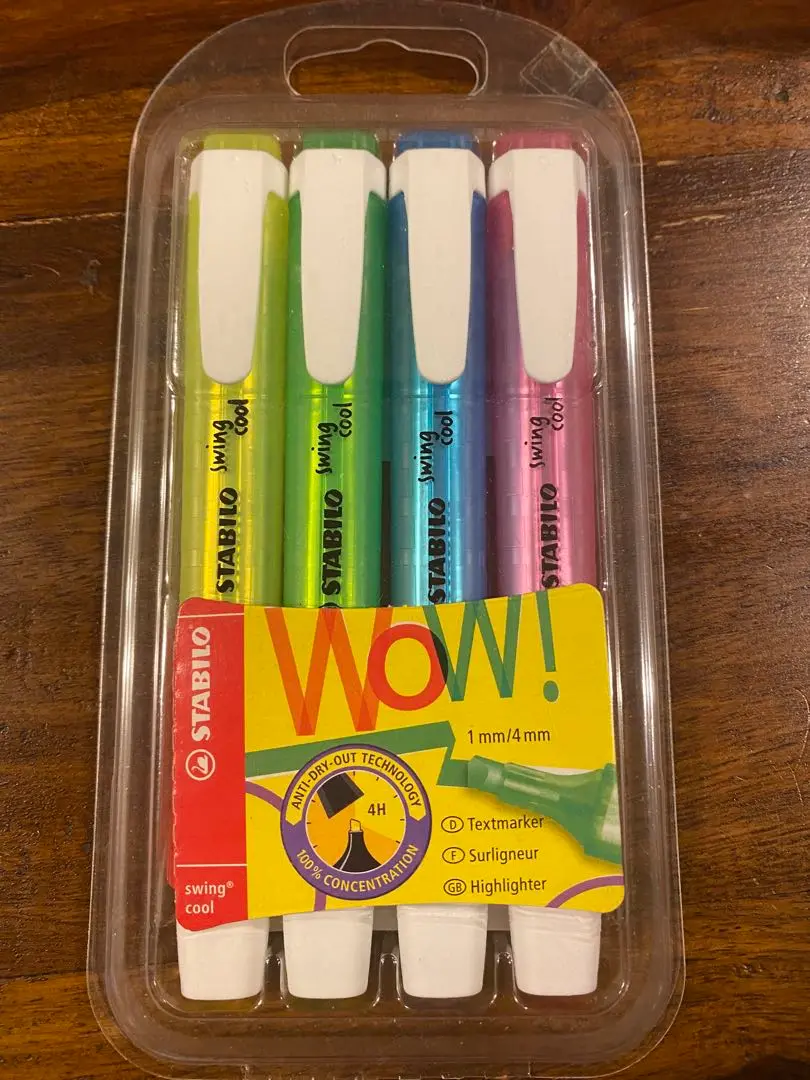 swing
cool
STABILO
swing
cool
STABILO
swing
cool
STABILO
swing
cool
STABILO
STABILO
swing®
cool
WOW!
1 mm/4 mm
ANTI-DRY-OUT TECHNOLOGY
4H
100% CONCENTRATION
D Textmarker
F Surligneur
GB Highlighter